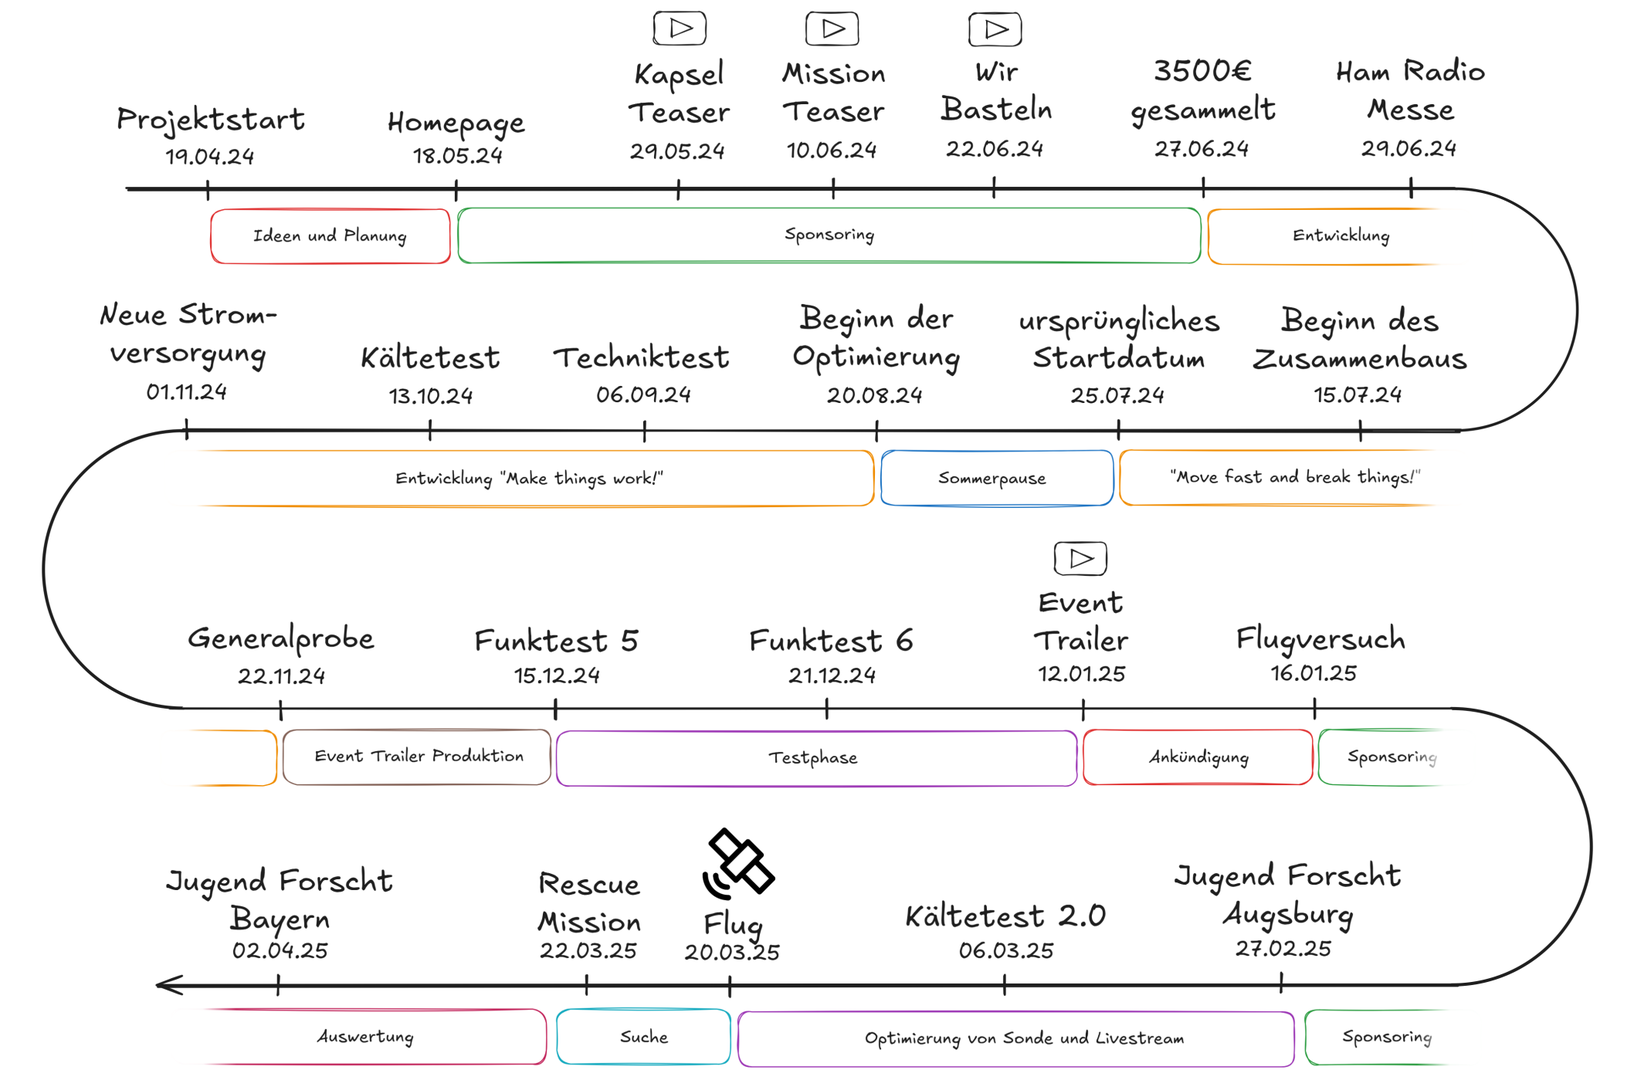 Projektstart
19.04.24
Homepage
18.05.24
Kapsel
Teaser
29.05.24
Mission
Teaser
10.06.24
Wir
Basteln
22.06.24
3500€
gesammelt
27.06.24
Ham Radio
Messe
29.06.24
Ideen und Planung
Sponsoring
Entwicklung
Neue Strom-
versorgung
01.11.24
Kältetest
13.10.24
Techniktest
06.09.24
Beginn der
Optimierung
20.08.24
ursprüngliches
Startdatum
25.07.24
Beginn des
Zusammenbaus
15.07.24
Entwicklung "Make things work!"
Sommerpause
"Move fast and break things!"
Generalprobe
22.11.24
Funktest 5
15.12.24
Funktest 6
21.12.24
Event
Trailer
12.01.25
Flugversuch
16.01.25
Event Trailer Produktion
Testphase
Ankündigung
Sponsoring
Jugend Forscht
Bayern
02.04.25
Rescue
Mission
22.03.25
Flug
20.03.25
Kältetest 2.0
06.03.25
Jugend Forscht
Augsburg
27.02.25
Auswertung
Suche
Optimierung von Sonde und Livestream
Sponsoring